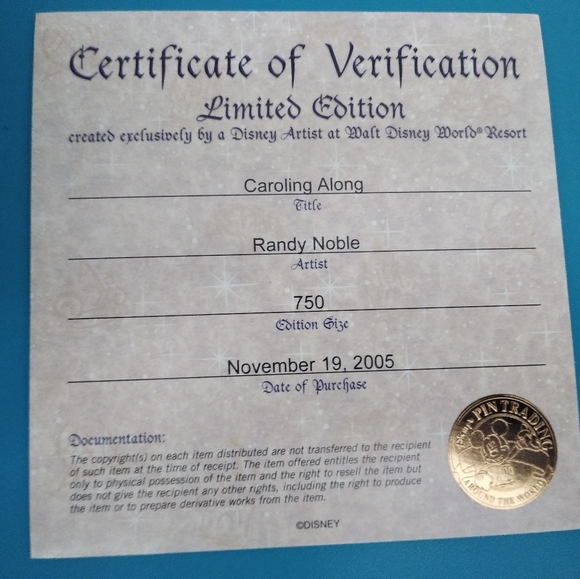 Certificate of Verification
Limited Edition
created exclusively by a Disney Artist at Walt Disney World® Resort
Caroling Along
Title
Randy Noble
Artist
750
Edition Size
November 19, 2005
Date of Purchase
Documentation:
The copyright(s) on each item distributed are not transferred to the recipient
of such item at the time of receipt. The item offered entitles the recipient
only to physical possession of the item and the right to resell the item but
does not give the recipient any other rights, including the right to produce
the item or to prepare derivative works from the item.
©DISNEY
Disney's PIN TRADING
AROUND THE WORLD